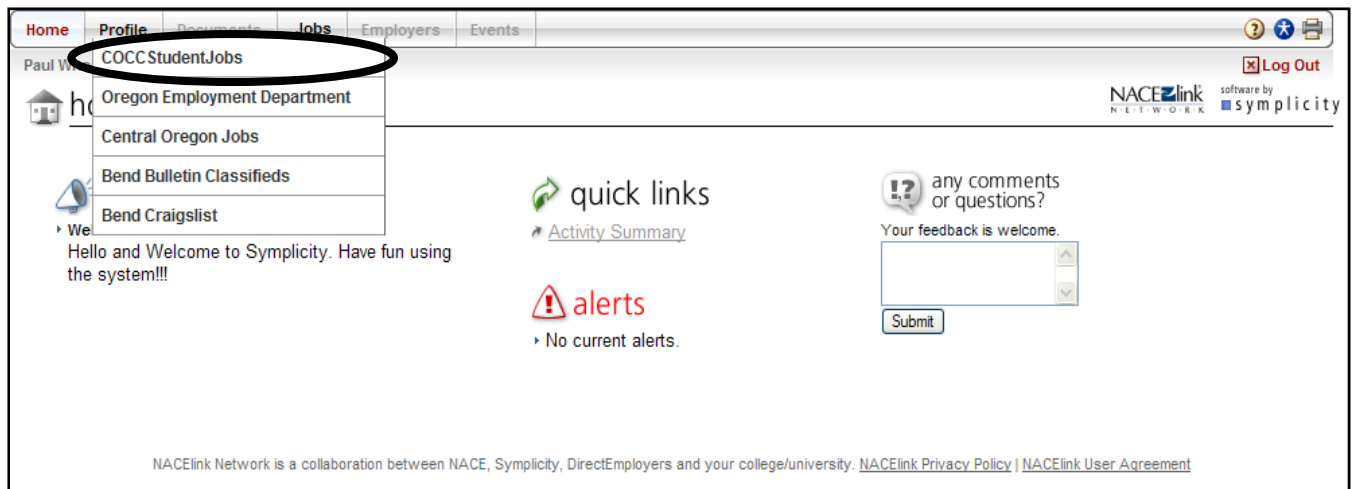 Home Profile Documents Jobs Employers Events
Paul
COCCStudentJobs
Log Out
Oregon Employment Department
NACElink
N·E·T·W·O·R·K
software by
symplicity
Central Oregon Jobs
Bend Bulletin Classifieds
Bend Craigslist
quick links
any comments
or questions?
Activity Summary
Your feedback is welcome.
Hello and Welcome to Symplicity. Have fun using
the system!!!
alerts
Submit
No current alerts.
NACElink Network is a collaboration between NACE, Symplicity, DirectEmployers and your college/university. NACElink Privacy Policy | NACElink User Agreement